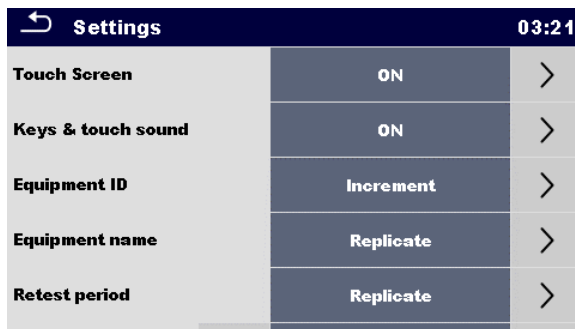 Settings 03:21
Touch Screen ON
Keys & touch sound ON
Equipment ID Increment
Equipment name Replicate
Retest period Replicate